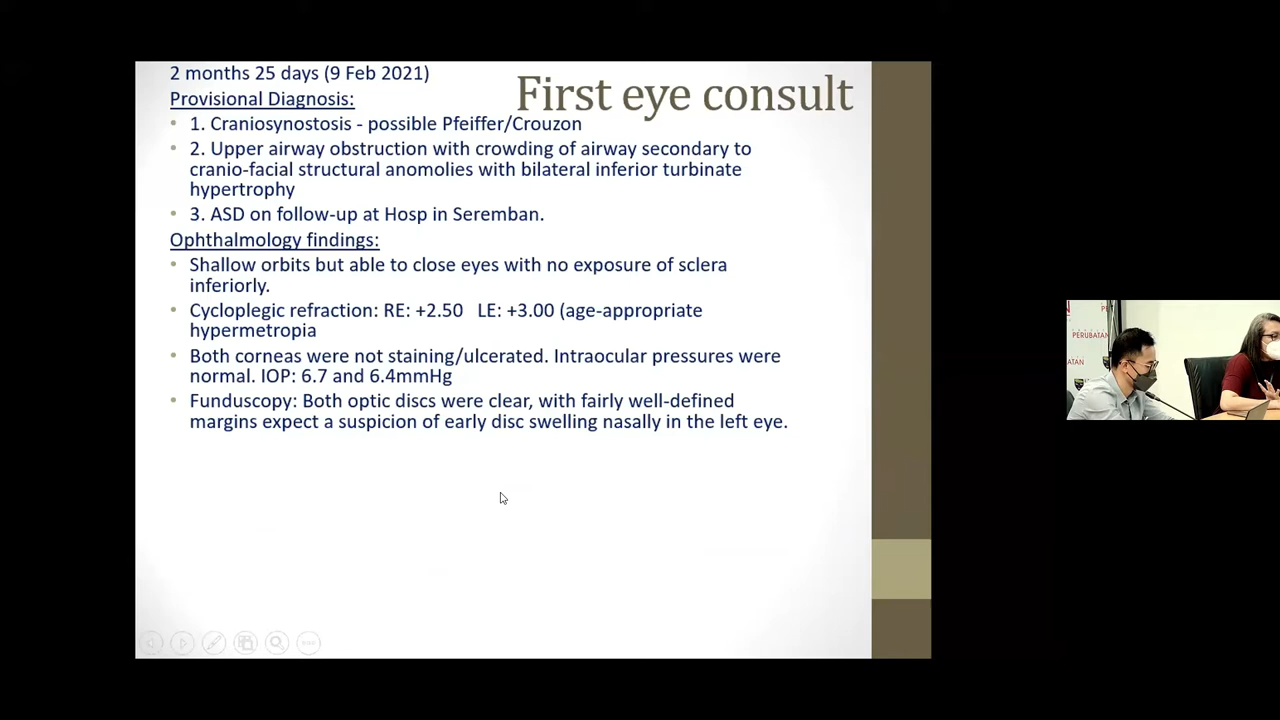 2 months 25 days (9 Feb 2021)
First eye consult
Provisional Diagnosis:
1. Craniosynostosis - possible Pfeiffer/Crouzon
2. Upper airway obstruction with crowding of airway secondary to
cranio-facial structural anomolies with bilateral inferior turbinate
hypertrophy
3. ASD on follow-up at Hosp in Seremban.
Ophthalmology findings:
Shallow orbits but able to close eyes with no exposure of sclera
inferiorly.
Cycloplegic refraction: RE: +2.50 LE: +3.00 (age-appropriate
hypermetropia
Both corneas were not staining/ulcerated. Intraocular pressures were
normal. IOP: 6.7 and 6.4mmHg
Funduscopy: Both optic discs were clear, with fairly well-defined
margins expect a suspicion of early disc swelling nasally in the left eye.
PERUBATAN